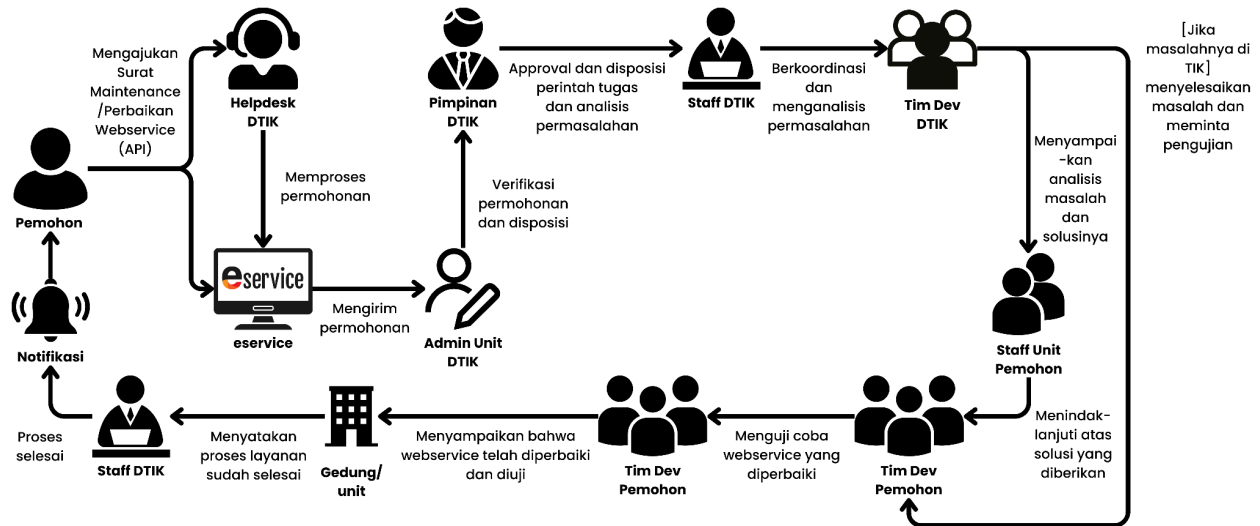 Mengajukan
Surat
Maintenance
/Perbaikan
Webservice
(API)
Pemohon
Helpdesk
DTIK
Memproses
permohonan
eservice
eservice
Mengirim
permohonan
Admin Unit
DTIK
Verifikasi
permohonan
dan disposisi
Pimpinan
DTIK
Approval dan disposisi
perintah tugas
dan analisis
permasalahan
Staff DTIK
Berkoordinasi
dan
menganalisis
permasalahan
Tim Dev
DTIK
[Jika
masalahnya di
TIK]
menyelesaikan
masalah dan
meminta
pengujian
Menyampai
-kan
analisis
masalah
dan
solusinya
Staff Unit
Pemohon
Menindak-
lanjuti atas
solusi yang
diberikan
Tim Dev
Pemohon
Menguji coba
webservice yang
diperbaiki
Tim Dev
Pemohon
Menyampaikan bahwa
webservice telah diperbaiki
dan diuji
Gedung/
unit
Menyatakan
proses layanan
sudah selesai
Staff DTIK
Proses
selesai
Notifikasi